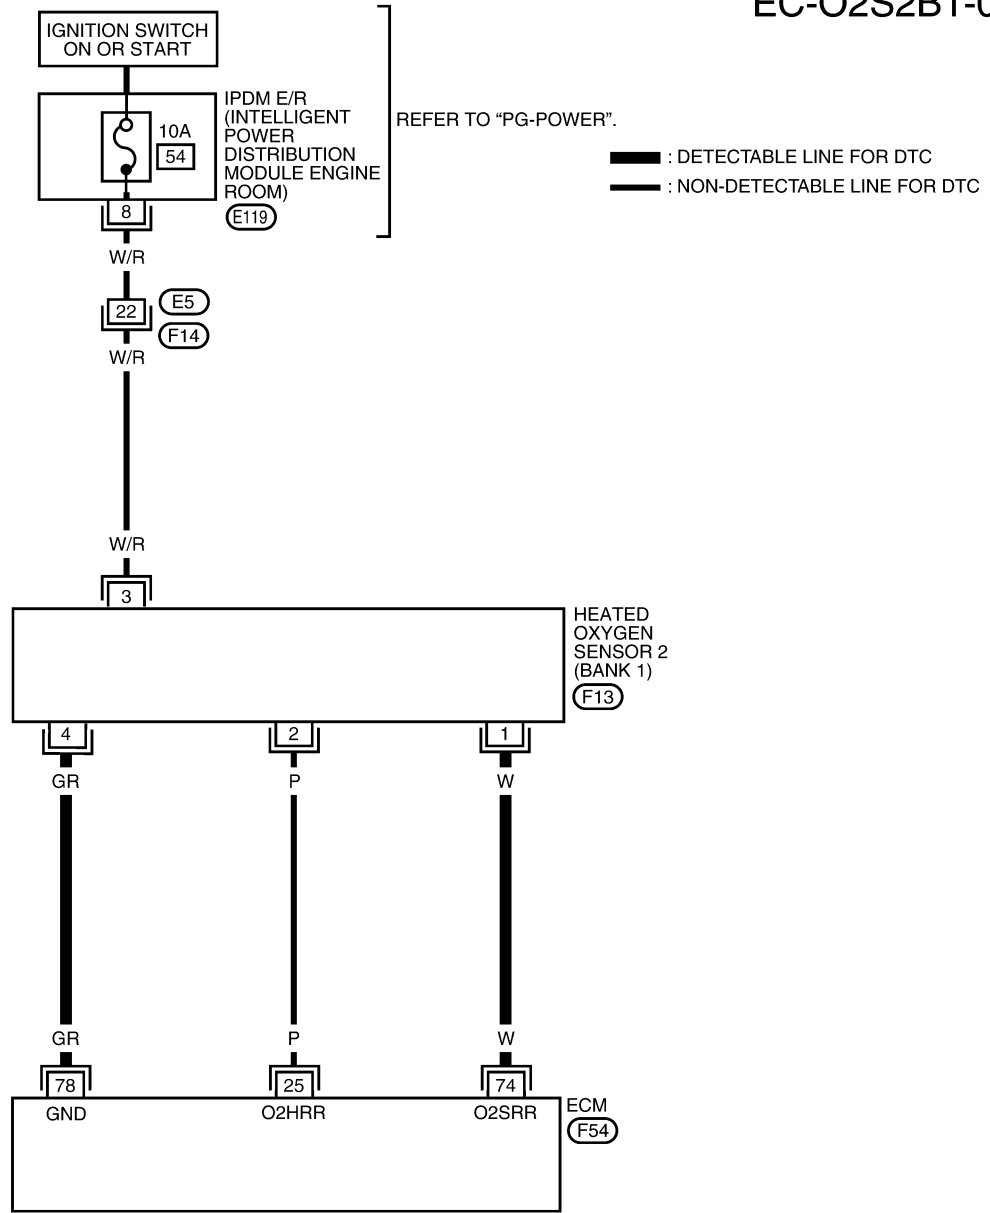 EC-O2S2B1-0
IGNITION SWITCH
ON OR START
IPDM E/R
(INTELLIGENT
POWER
DISTRIBUTION
MODULE ENGINE
ROOM)
E119
10A
54
REFER TO “PG-POWER”.
: DETECTABLE LINE FOR DTC
: NON-DETECTABLE LINE FOR DTC
8
W/R
22
E5
F14
W/R
W/R
3
HEATED
OXYGEN
SENSOR 2
(BANK 1)
F13
4
2
1
GR
P
W
GR
P
W
78
25
74
GND
O2HRR
O2SRR
ECM
F54